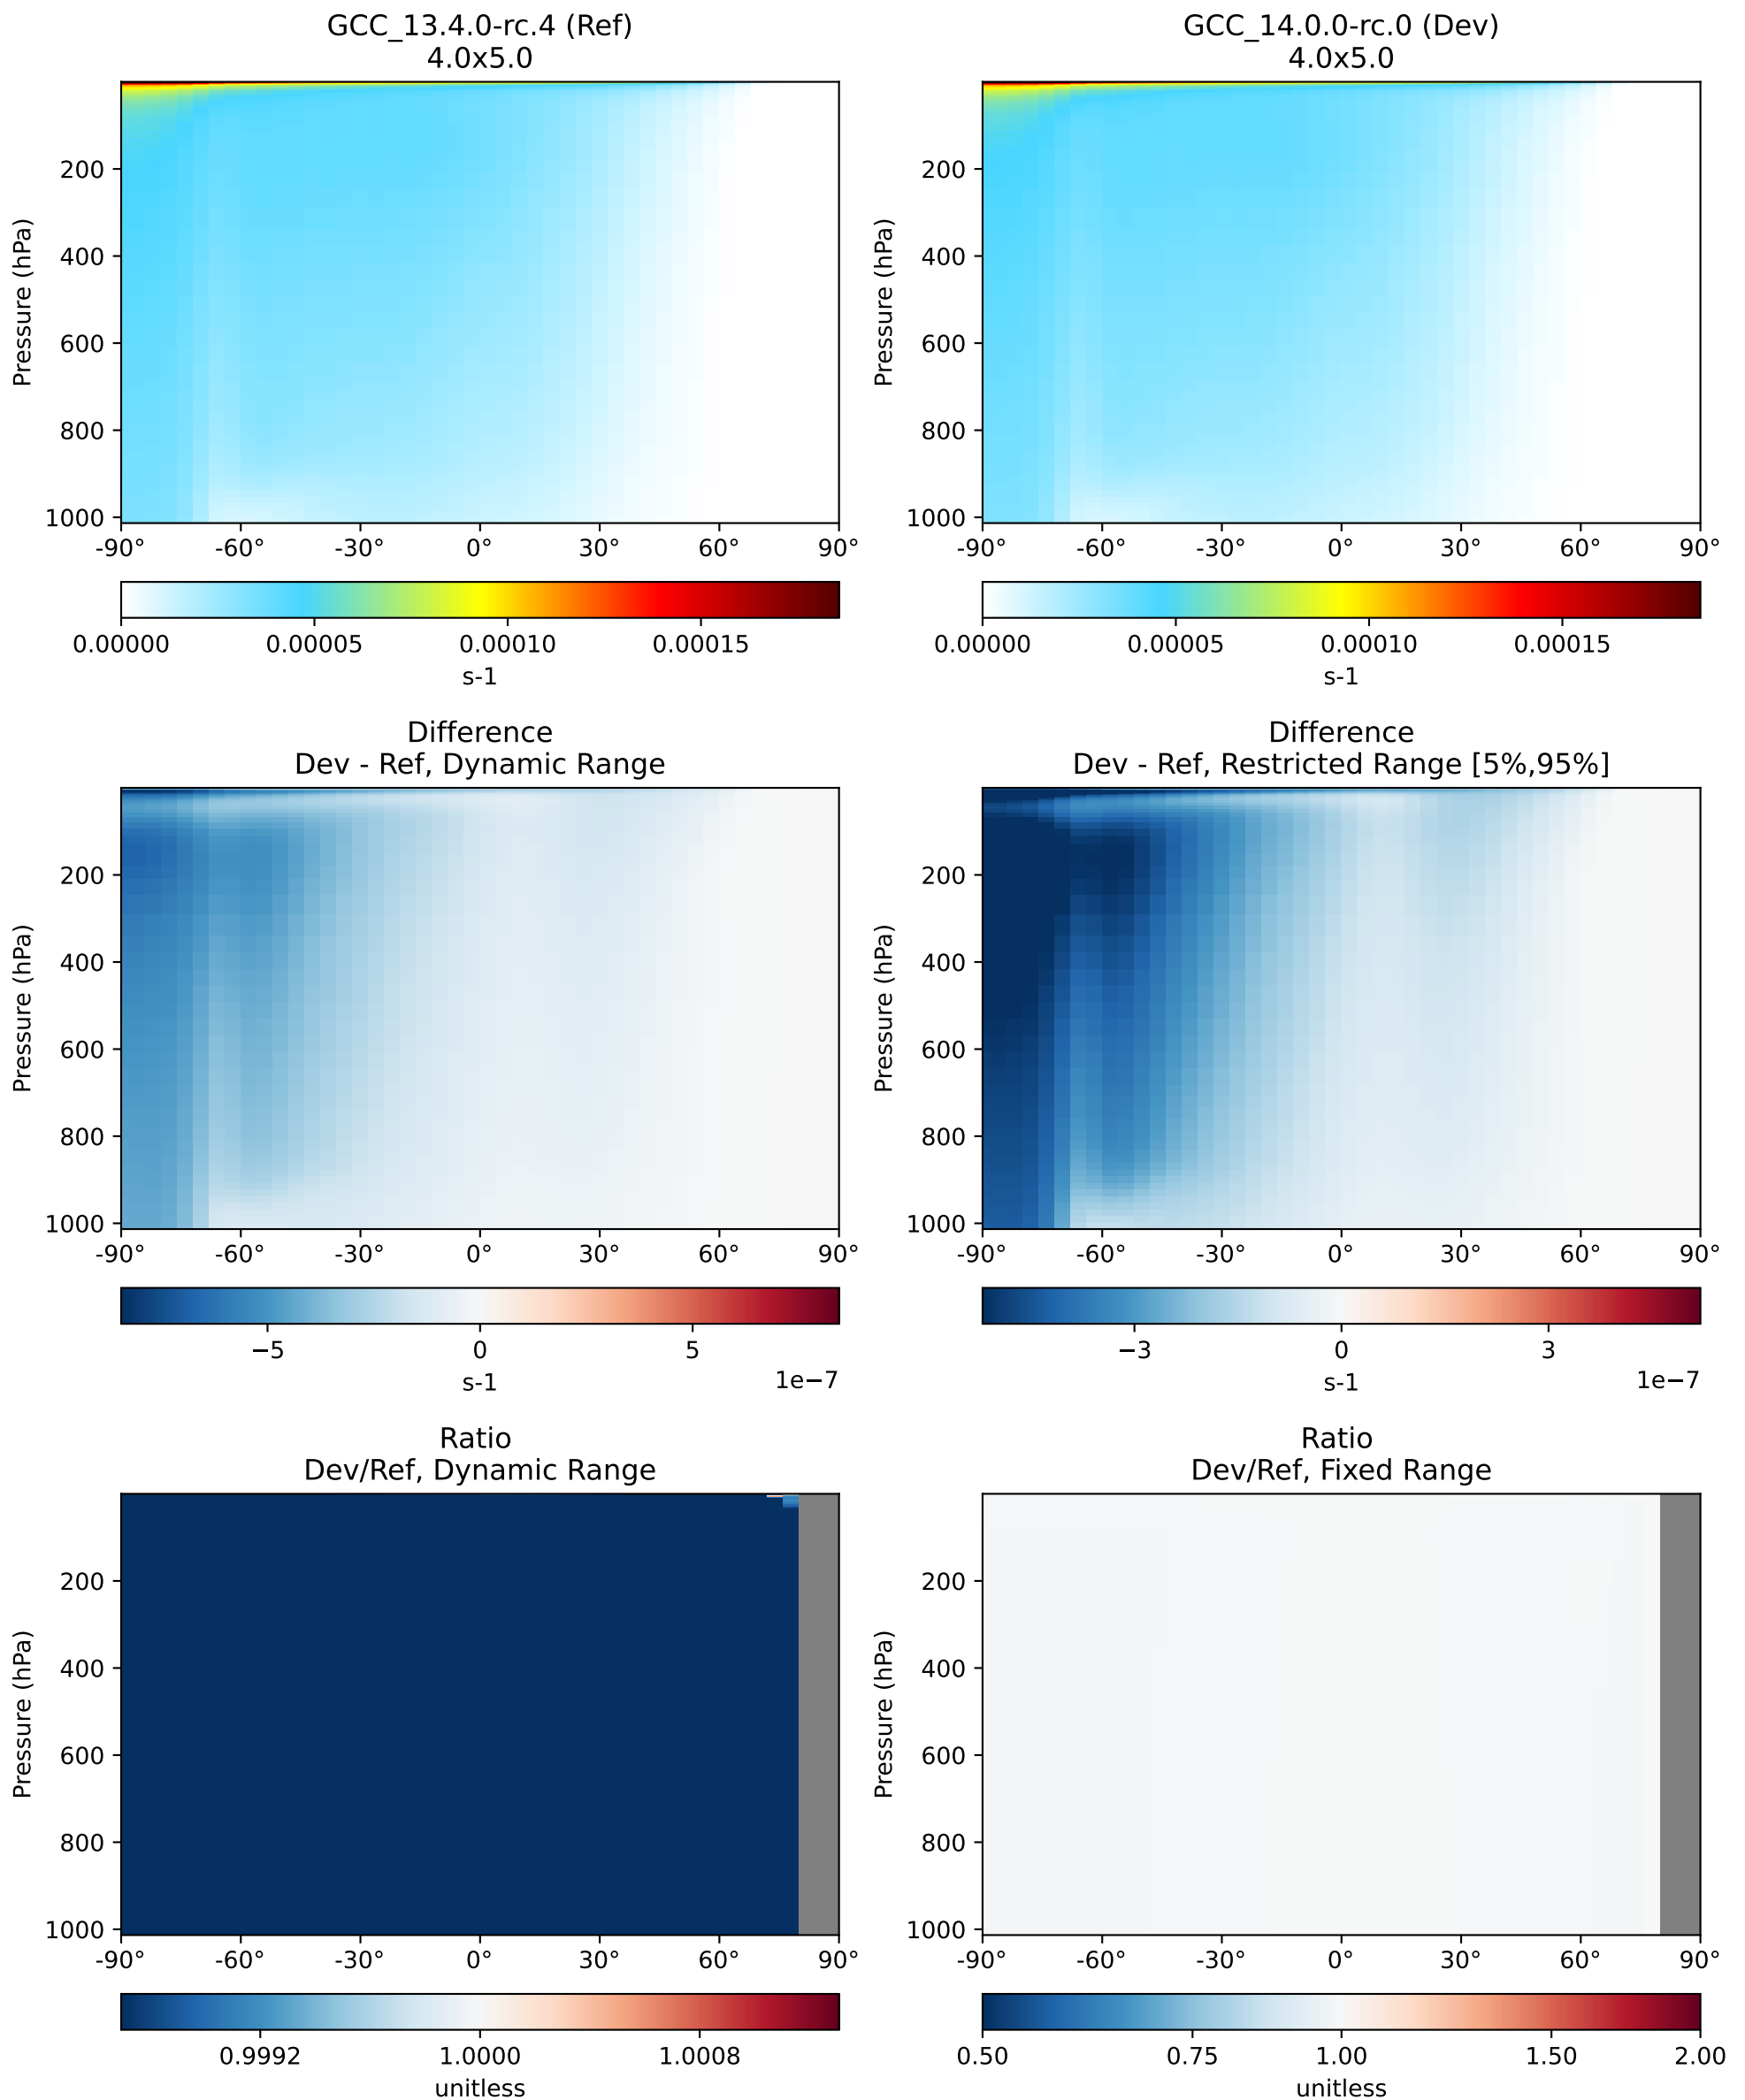 GCC_13.4.0-rc.4 (Ref)
4.0x5.0
Pressure (hPa)
200
400
600
800
1000
-90° -60° -30° 0° 30° 60° 90°
0.00000 0.00005 0.00010 0.00015
s-1
GCC_14.0.0-rc.0 (Dev)
4.0x5.0
Pressure (hPa)
200
400
600
800
1000
-90° -60° -30° 0° 30° 60° 90°
0.00000 0.00005 0.00010 0.00015
s-1
Difference
Dev - Ref, Dynamic Range
Pressure (hPa)
200
400
600
800
1000
-90° -60° -30° 0° 30° 60° 90°
−5 0 5
s-1
1e−7
Difference
Dev - Ref, Restricted Range [5%,95%]
Pressure (hPa)
200
400
600
800
1000
-90° -60° -30° 0° 30° 60° 90°
−3 0 3
s-1
1e−7
Ratio
Dev/Ref, Dynamic Range
Pressure (hPa)
200
400
600
800
1000
-90° -60° -30° 0° 30° 60° 90°
0.9992 1.0000 1.0008
unitless
Ratio
Dev/Ref, Fixed Range
Pressure (hPa)
200
400
600
800
1000
-90° -60° -30° 0° 30° 60° 90°
0.50 0.75 1.00 1.50 2.00
unitless